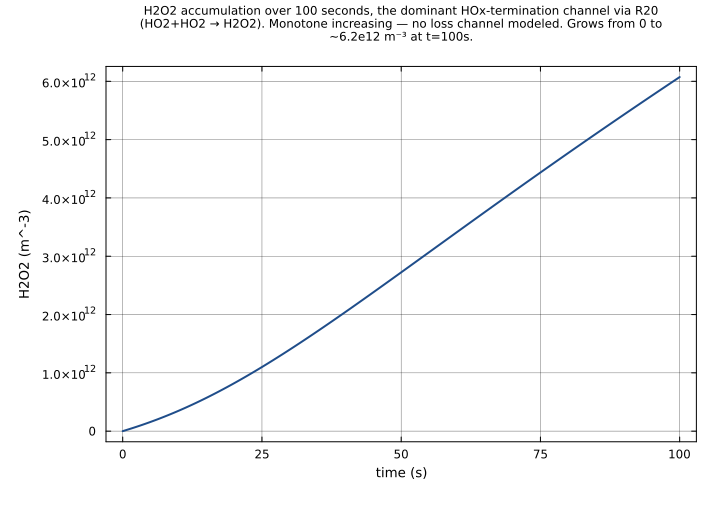 H2O2 accumulation over 100 seconds, the dominant HOx-termination channel via R20
(HO2+HO2 → H2O2). Monotone increasing — no loss channel modeled. Grows from 0 to
~6.2e12 m⁻³ at t=100s.
6.0×10¹²
5.0×10¹²
4.0×10¹²
3.0×10¹²
2.0×10¹²
1.0×10¹²
0
H2O2 (m^-3)
0 25 50 75 100
time (s)